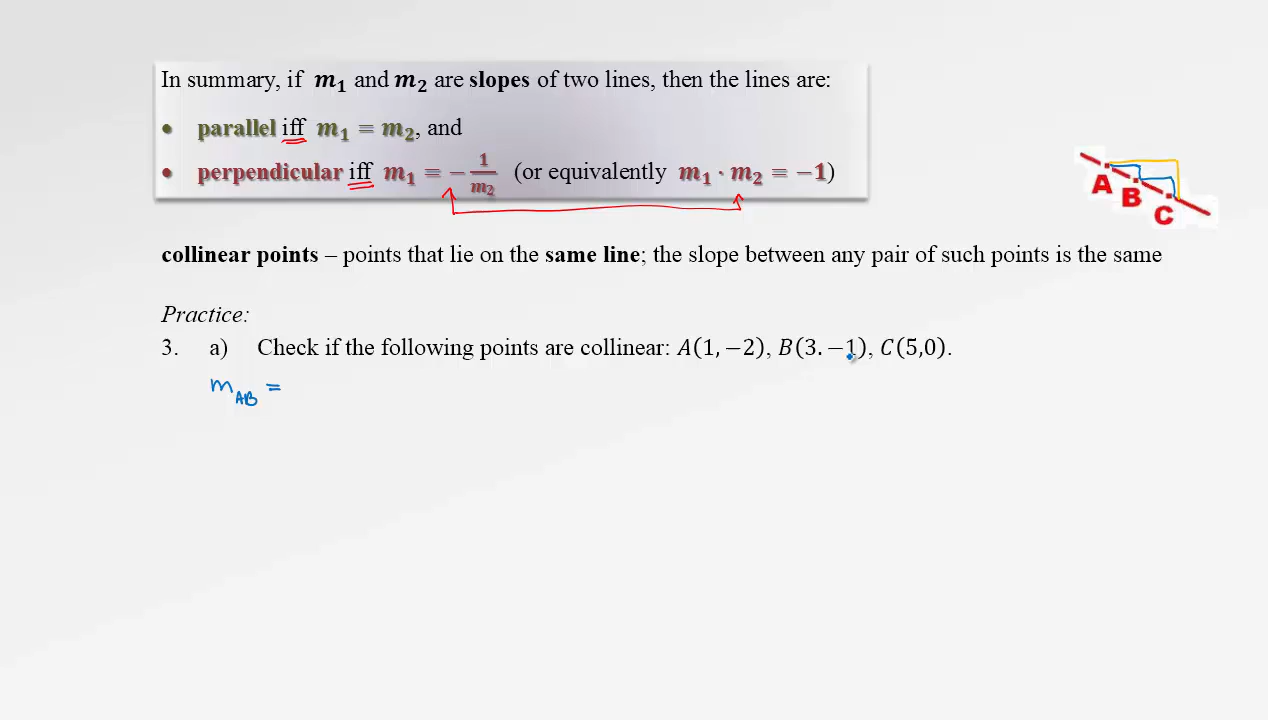 In summary, if m₁ and m₂ are slopes of two lines, then the lines are:
• parallel iff m₁ = m₂, and
• perpendicular iff m₁ = −1/m₂ (or equivalently m₁ · m₂ = −1)
A B C
collinear points – points that lie on the same line; the slope between any pair of such points is the same
Practice:
3. a) Check if the following points are collinear: A(1, −2), B(3. −1), C(5,0).
m_AB =